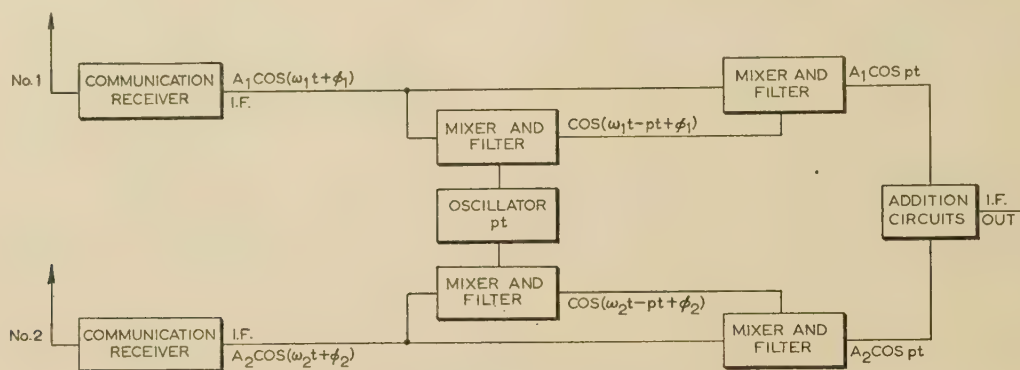 No.1
COMMUNICATION
RECEIVER
A₁COS(ω₁t+ϕ₁)
I.F.
MIXER AND
FILTER
COS(ω₁t-pt+ϕ₁)
MIXER AND
FILTER
A₁COS pt
OSCILLATOR
pt
ADDITION
CIRCUITS
I.F.
OUT
MIXER AND
FILTER
COS(ω₂t-pt+ϕ₂)
No.2
COMMUNICATION
RECEIVER
I.F.
A₂COS(ω₂t+ϕ₂)
MIXER AND
FILTER
A₂COS pt